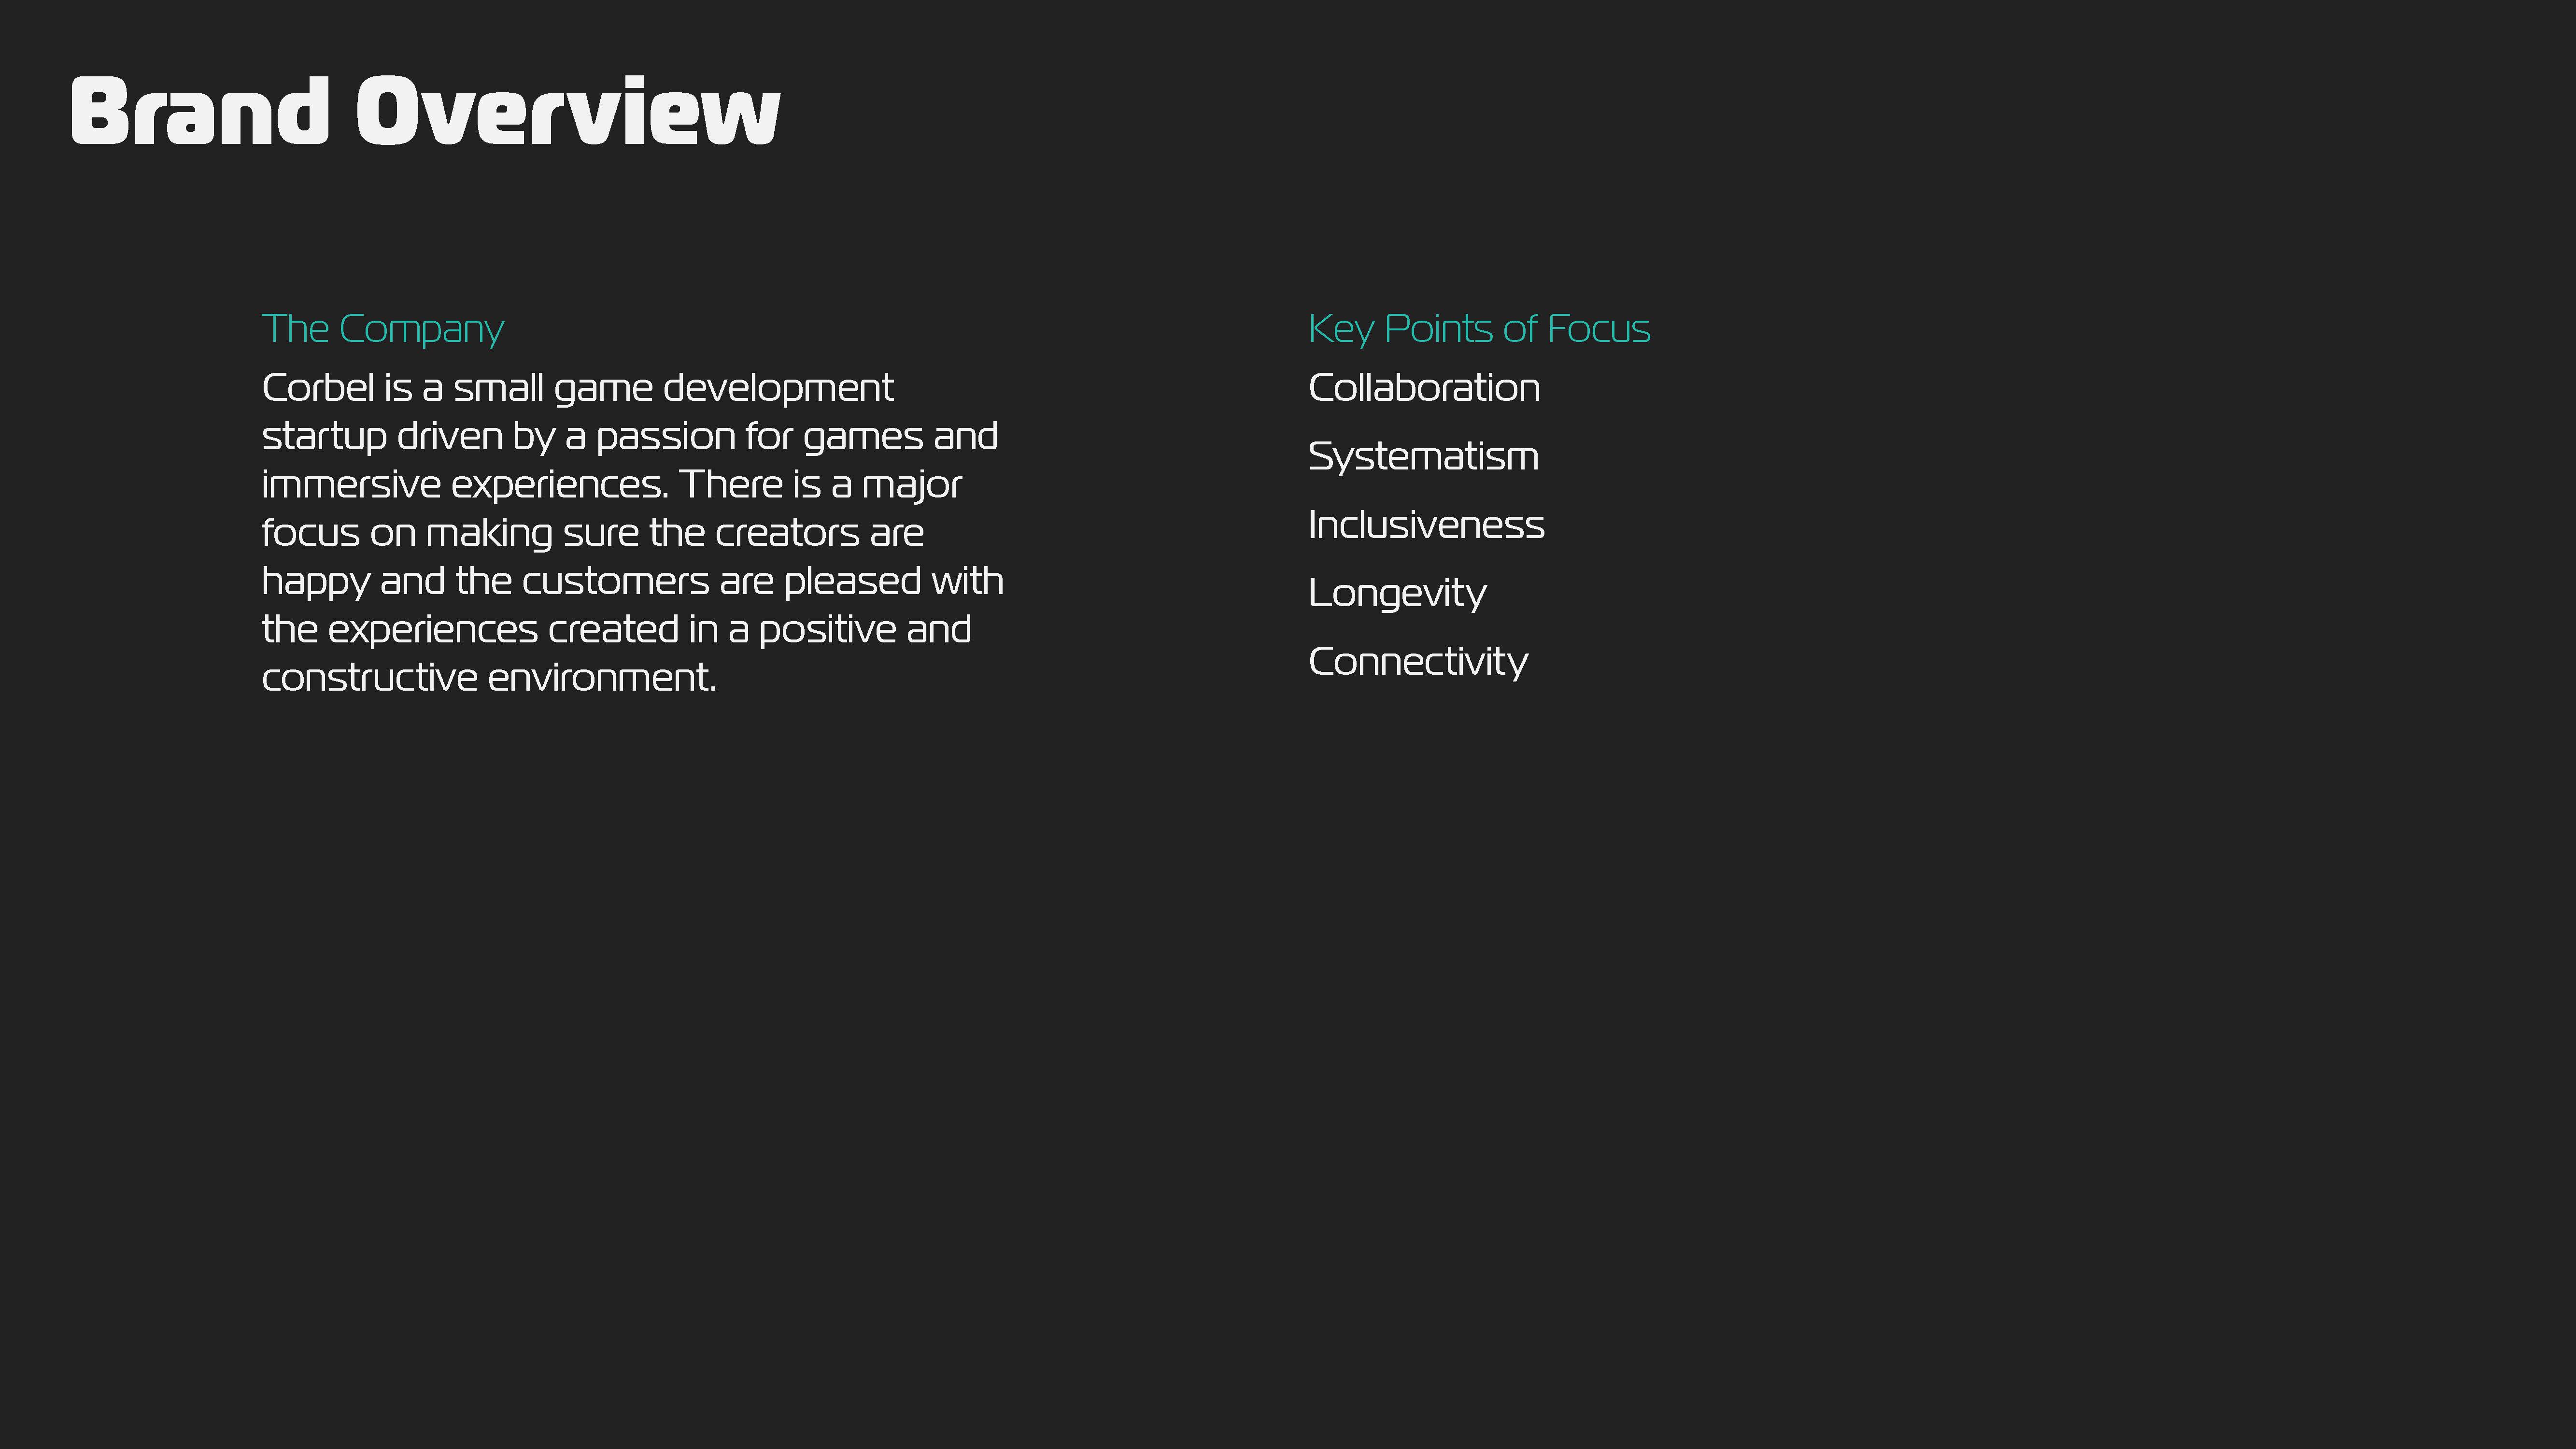 Brand Overview
The Company
Corbel is a small game development
startup driven by a passion for games and
immersive experiences. There is a major
focus on making sure the creators are
happy and the customers are pleased with
the experiences created in a positive and
constructive environment.
Key Points of Focus
Collaboration
Systematism
Inclusiveness
Longevity
Connectivity